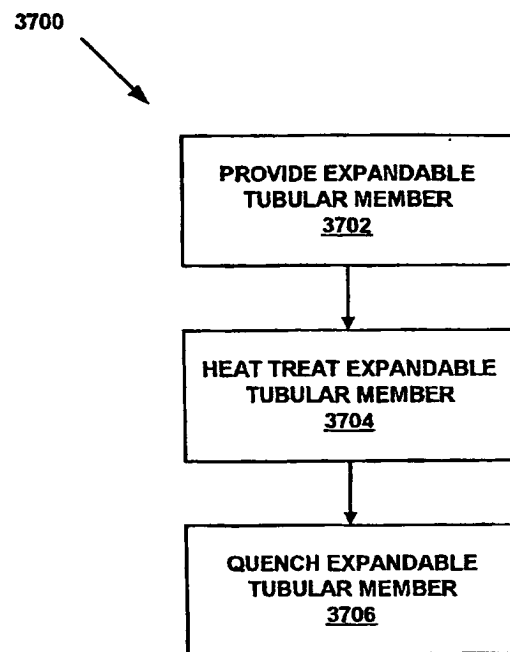 3700
PROVIDE EXPANDABLE
TUBULAR MEMBER
3702
HEAT TREAT EXPANDABLE
TUBULAR MEMBER
3704
QUENCH EXPANDABLE
TUBULAR MEMBER
3706